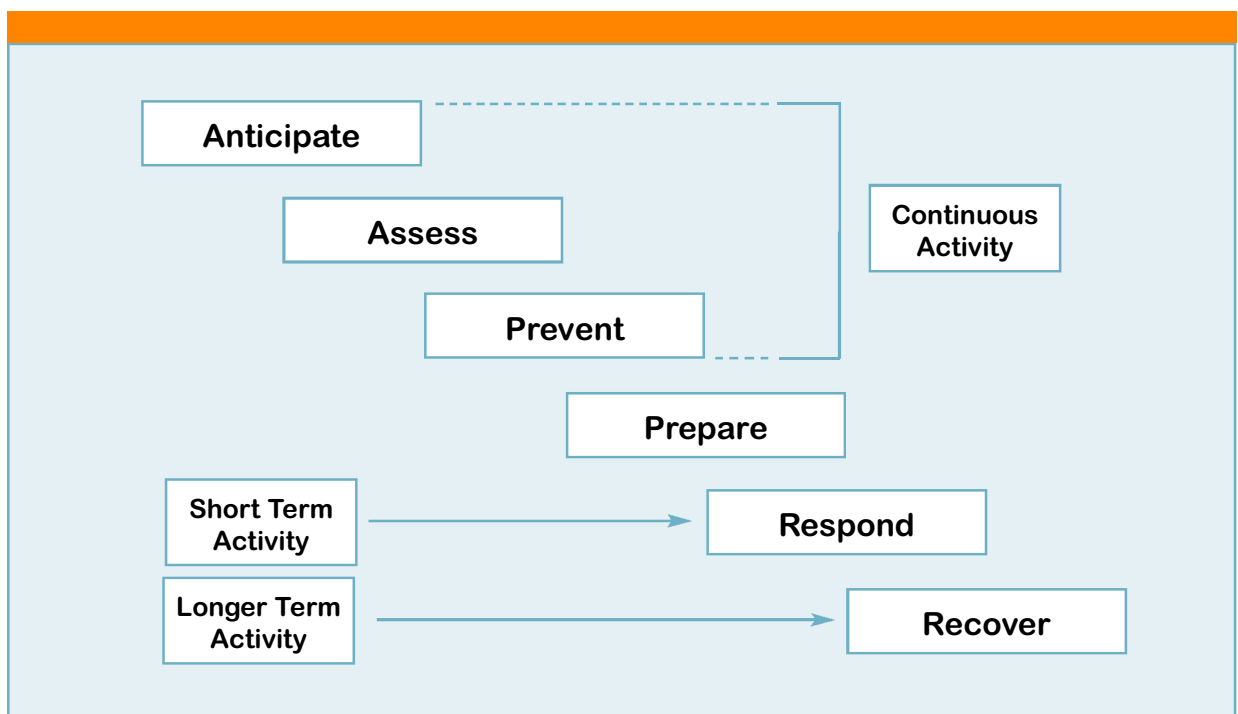 Anticipate
Assess
Continuous
Activity
Prevent
Prepare
Short Term
Activity
Respond
Longer Term
Activity
Recover